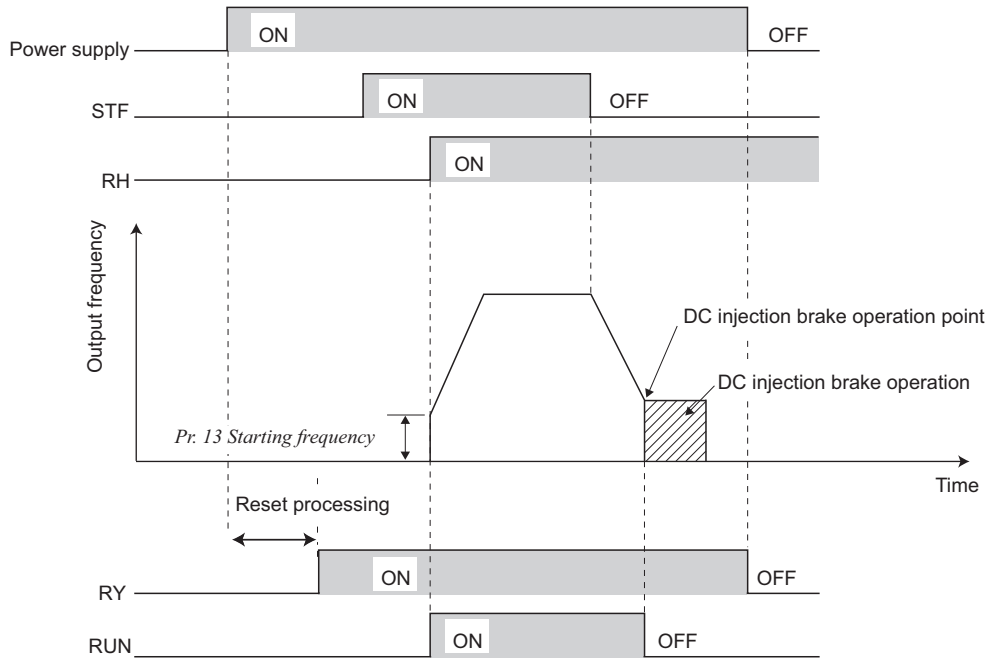 ON
Power supply
OFF
ON
STF
OFF
ON
RH
Output frequency
DC injection brake operation point
DC injection brake operation
Pr. 13 Starting frequency
Time
Reset processing
ON
RY
OFF
ON
RUN
OFF